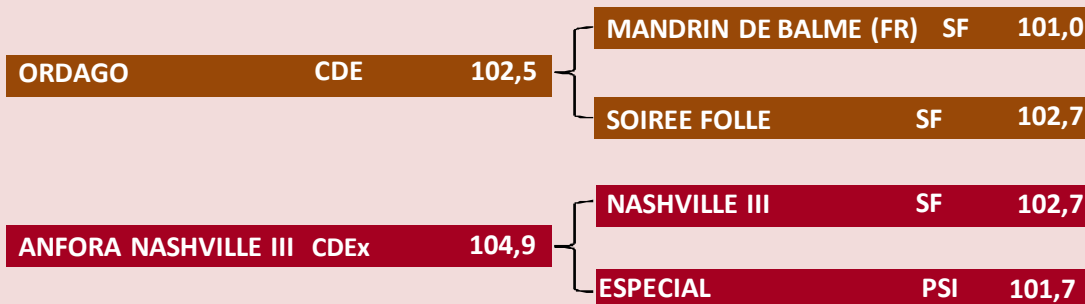 MANDRIN DE BALME (FR) SF 101,0
ORDAGO CDE 102,5
SOIREE FOLLE SF 102,7
NASHVILLE III SF 102,7
ANFORA NASHVILLE III CDEx 104,9
ESPECIAL PSI 101,7